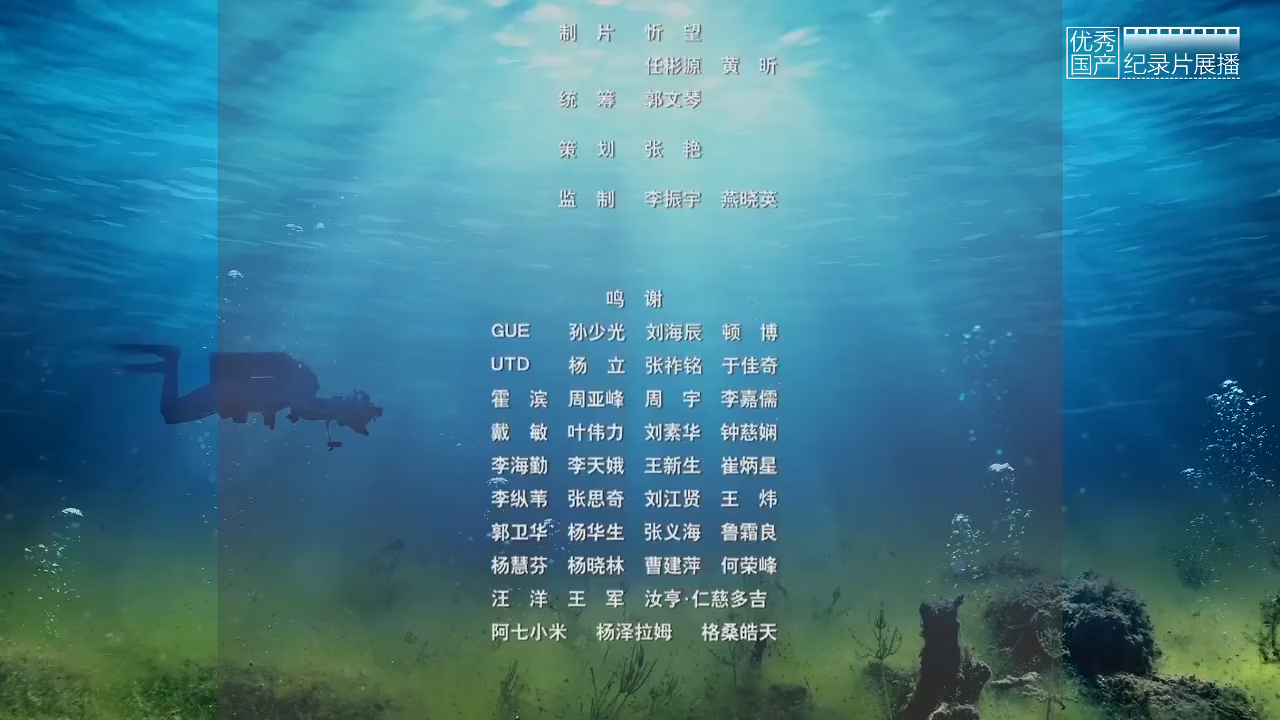 制 片 忻 望
任彬源 黄 昕
统 筹 郭文琴
策 划 张 艳
监 制 李振宇 燕晓英
鸣 谢
GUE 孙少光 刘海辰 顿 博
UTD 杨 立 张祚铭 于佳奇
霍 滨 周亚峰 周 宇 李嘉儒
戴 敏 叶伟力 刘素华 钟慈娴
李海勤 李天娥 王新生 崔炳星
李纵苇 张思奇 刘江贤 王 炜
郭卫华 杨华生 张义海 鲁霜良
杨慧芬 杨晓林 曹建萍 何荣峰
汪 洋 王 军 汝亨·仁慈多吉
阿七小米 杨泽拉姆 格桑皓天
优秀
国产 纪录片展播